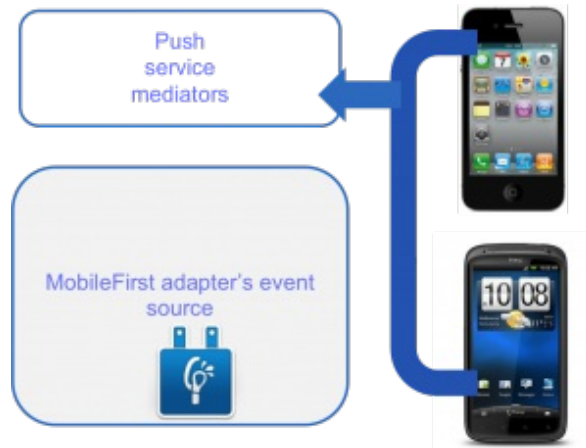 Push
service
mediators
MobileFirst adapter's event
source
10 08